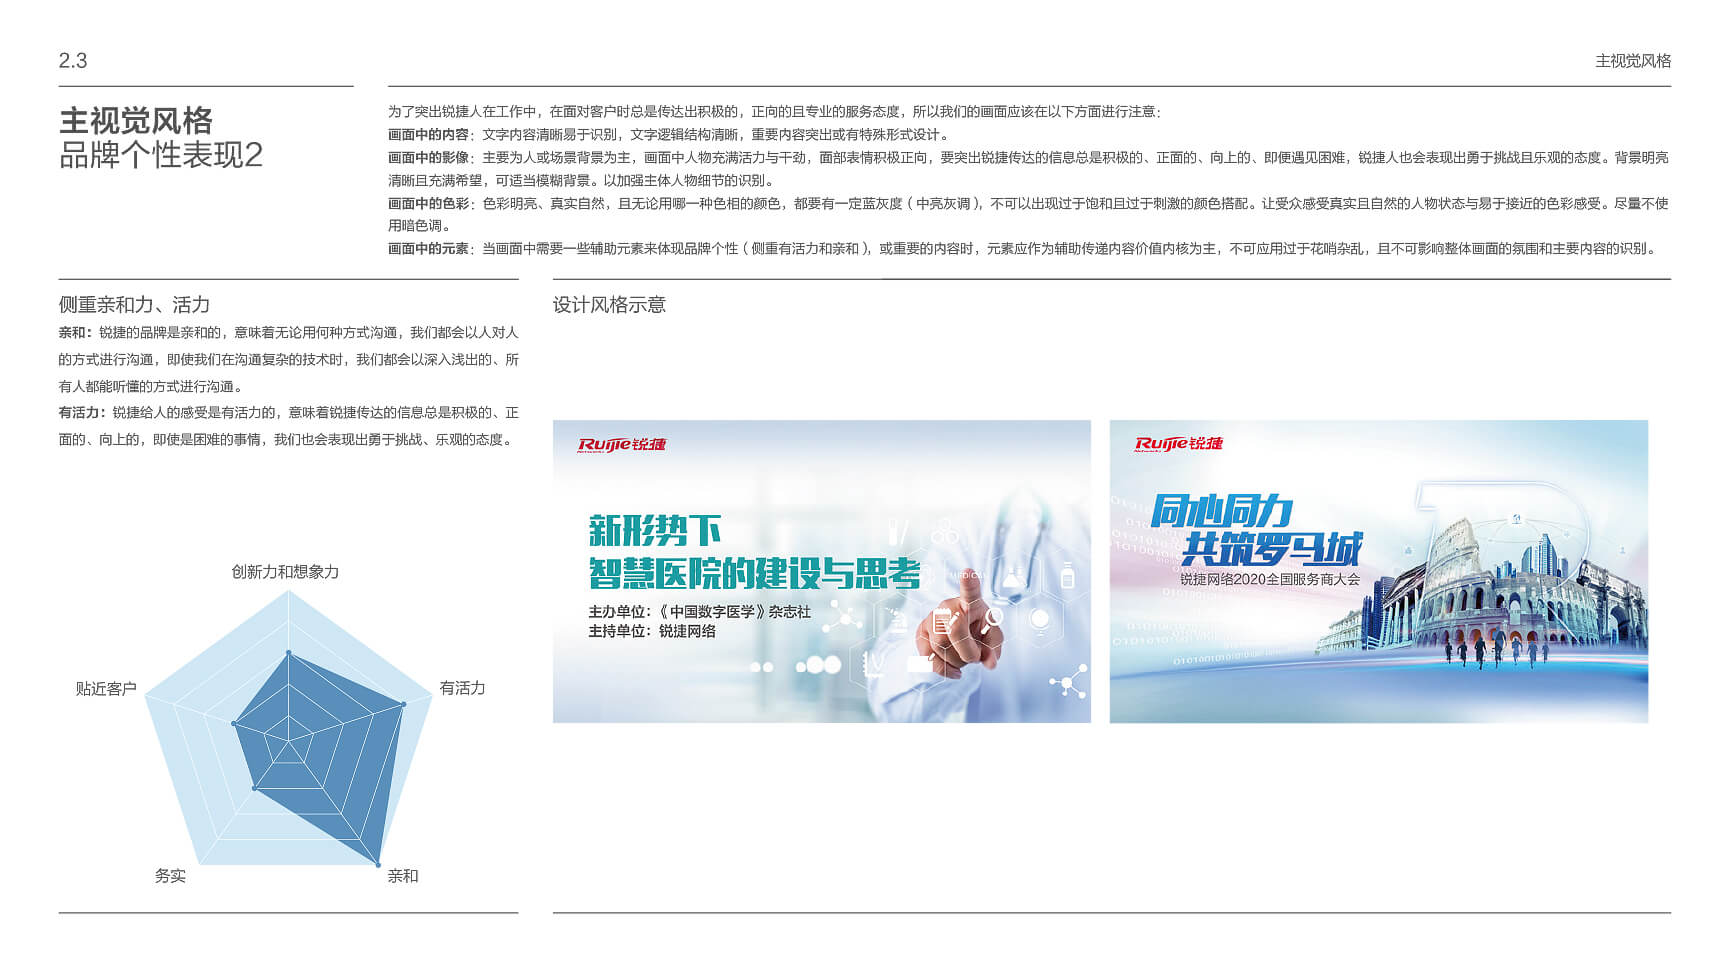 2.3
主视觉风格
主视觉风格
品牌个性表现2
为了突出锐捷人在工作中，在面对客户时总是传达出积极的，正向的且专业的服务态度，所以我们的画面应该在以下方面进行注意：
画面中的内容：文字内容清晰易于识别，文字逻辑结构清晰，重要内容突出或有特殊形式设计。
画面中的影像：主要为人或场景背景为主，画面中人物充满活力与干劲，面部表情积极正向，要突出锐捷传达的信息总是积极的、正面的、向上的、即便遇见困难，锐捷人也会表现出勇于挑战且乐观的态度。背景明亮
清晰且充满希望，可适当模糊背景。以加强主体人物细节的识别。
画面中的色彩：色彩明亮、真实自然，且无论用哪一种色相的颜色，都要有一定蓝灰度（中亮灰调），不可以出现过于饱和且过于刺激的颜色搭配。让受众感受真实且自然的人物状态与易于接近的色彩感受。尽量不使
用暗色调。
画面中的元素：当画面中需要一些辅助元素来体现品牌个性（侧重有活力和亲和），或重要的内容时，元素应作为辅助传递内容价值内核为主，不可应用过于花哨杂乱，且不可影响整体画面的氛围和主要内容的识别。
侧重亲和力、活力
亲和：锐捷的品牌是亲和的，意味着无论用何种方式沟通，我们都会以人对人
的方式进行沟通，即使我们在沟通复杂的技术时，我们都会以深入浅出的、所
有人都能听懂的方式进行沟通。
有活力：锐捷给人的感受是有活力的，意味着锐捷传达的信息总是积极的、正
面的、向上的，即使是困难的事情，我们也会表现出勇于挑战、乐观的态度。
创新力和想象力
贴近客户
有活力
务实
亲和
设计风格示意
Ruijie锐捷
Networks
新形势下
智慧医院的建设与思考
主办单位：《中国数字医学》杂志社
主持单位：锐捷网络
MEDICAL
Ruijie锐捷
Networks
同心同力
共筑罗马城
锐捷网络2020全国服务商大会